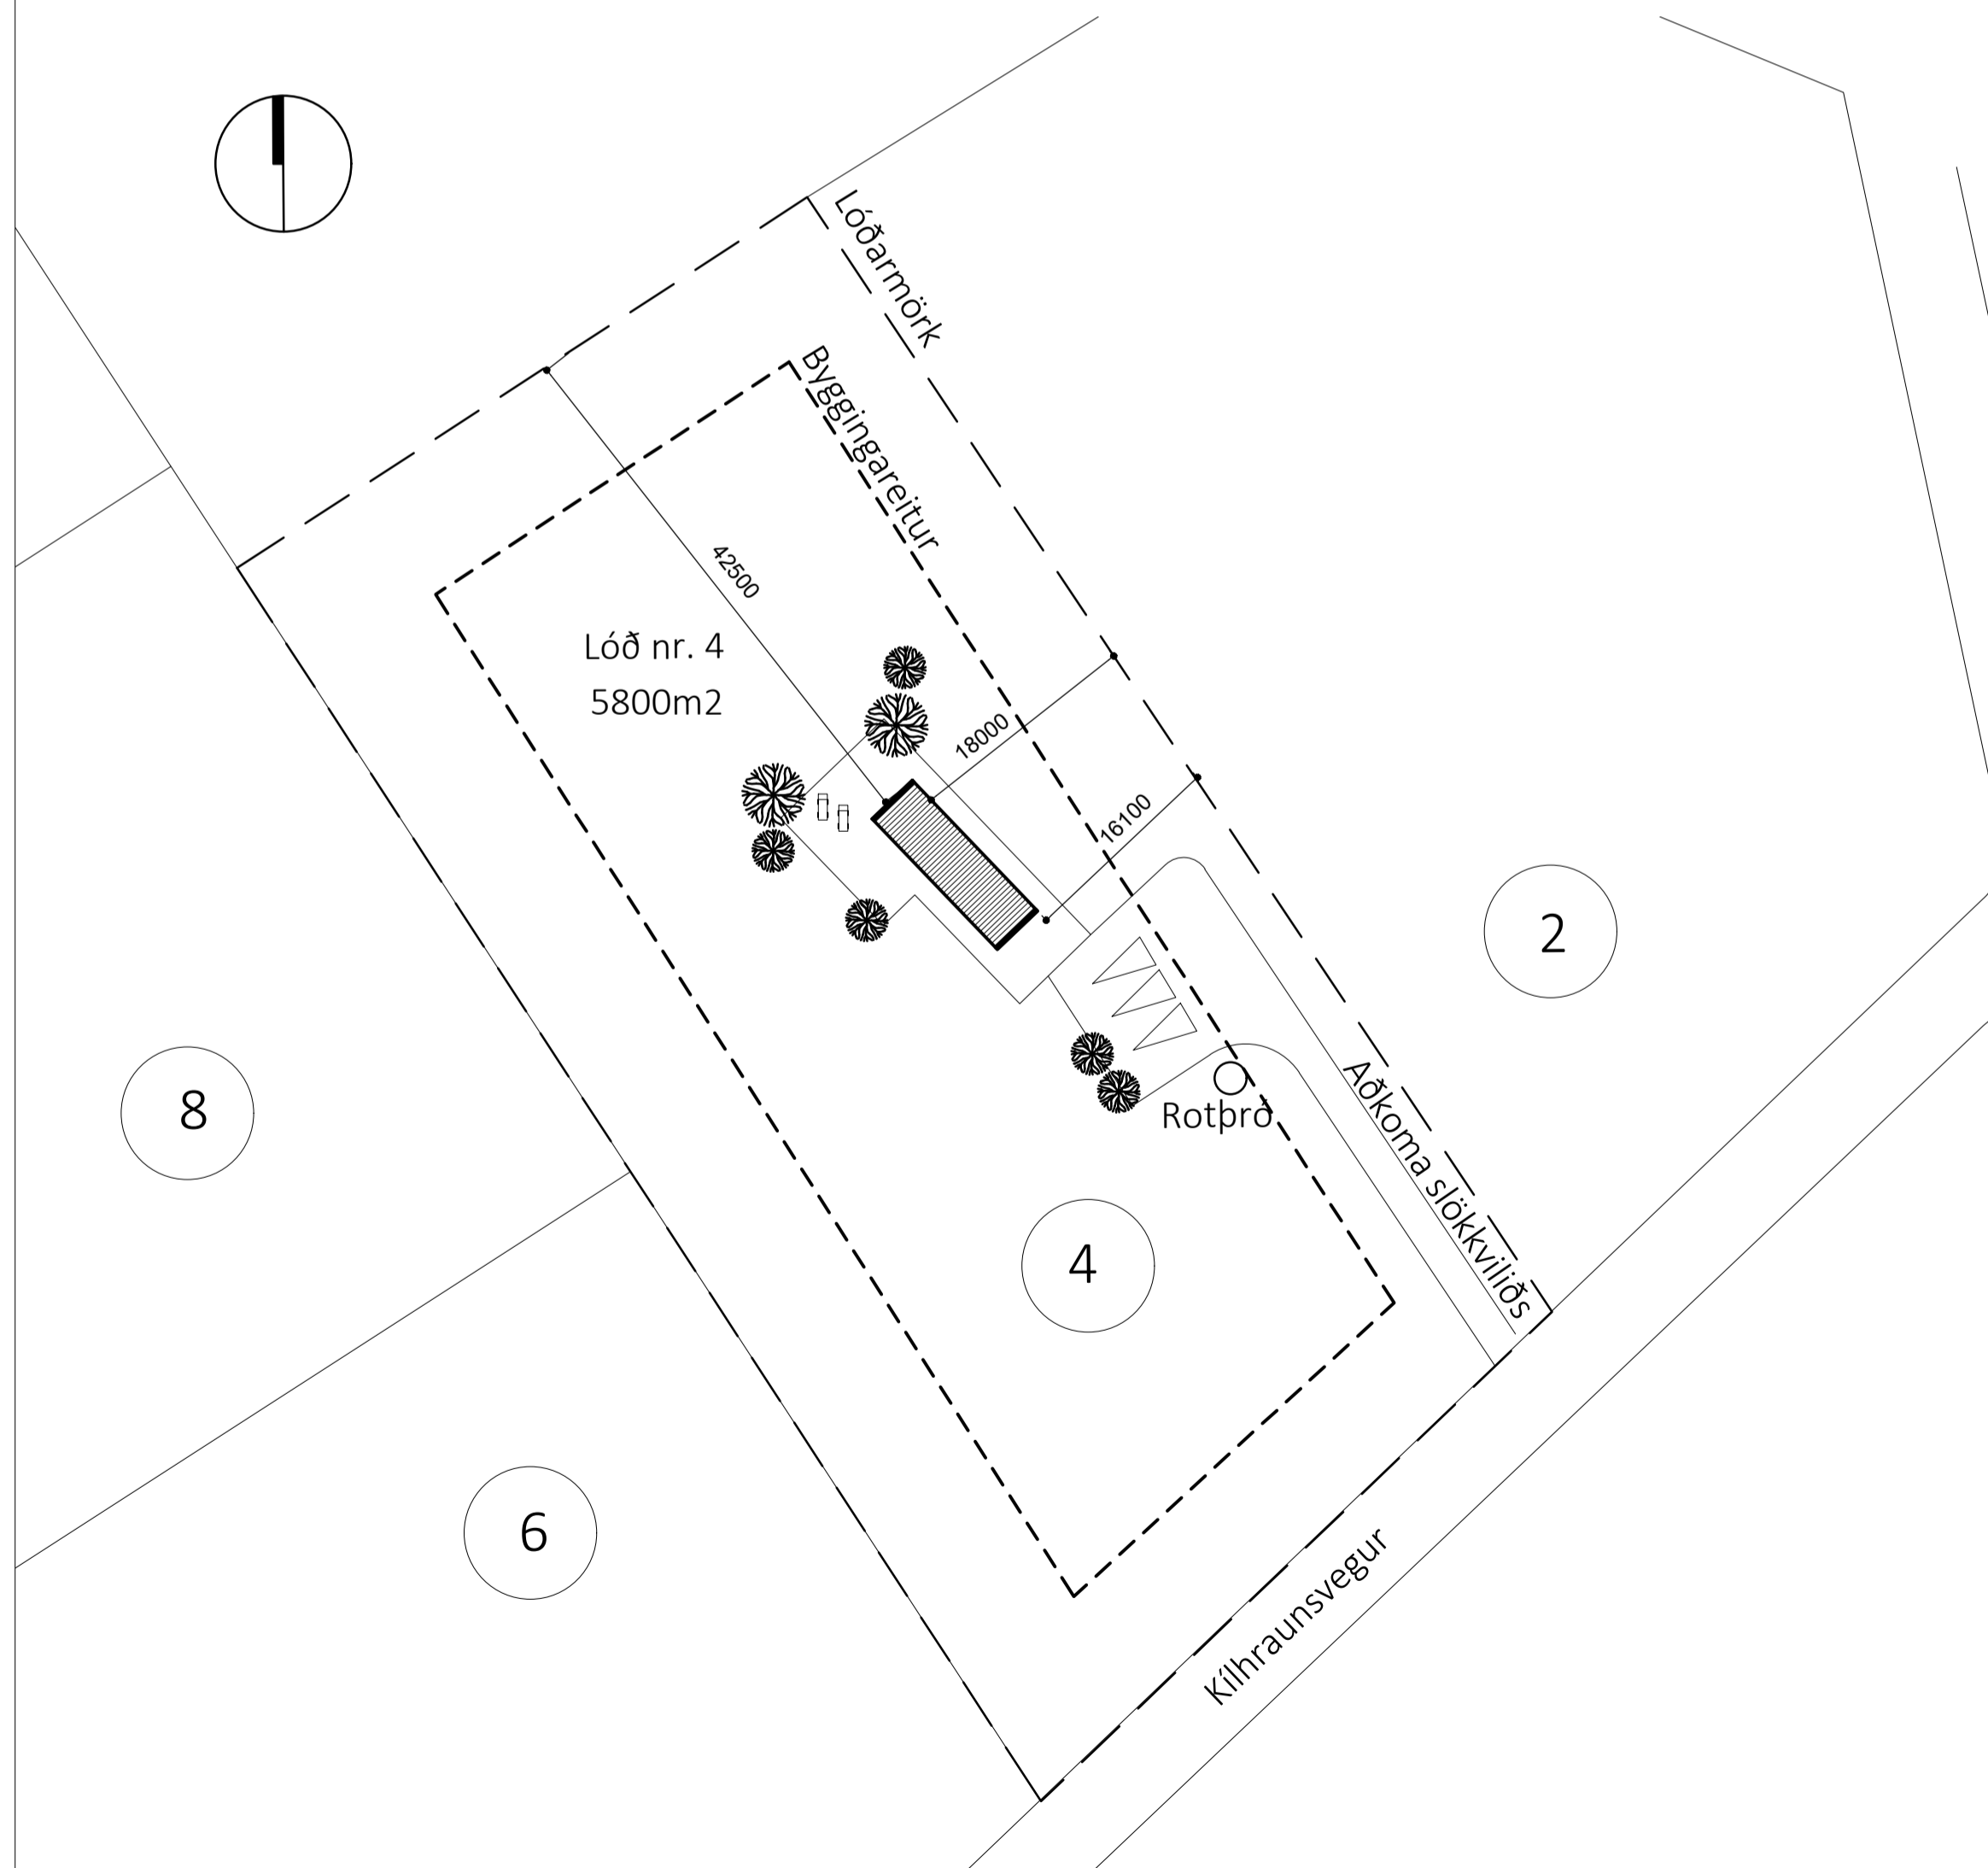 Lóðarmörk
Byggingareitur
42500
Lóð nr. 4
5800m2
18000
16100
2
Aðkoma slökkviliðs
8
Rotþró
4
6
Kílhraunsvegur